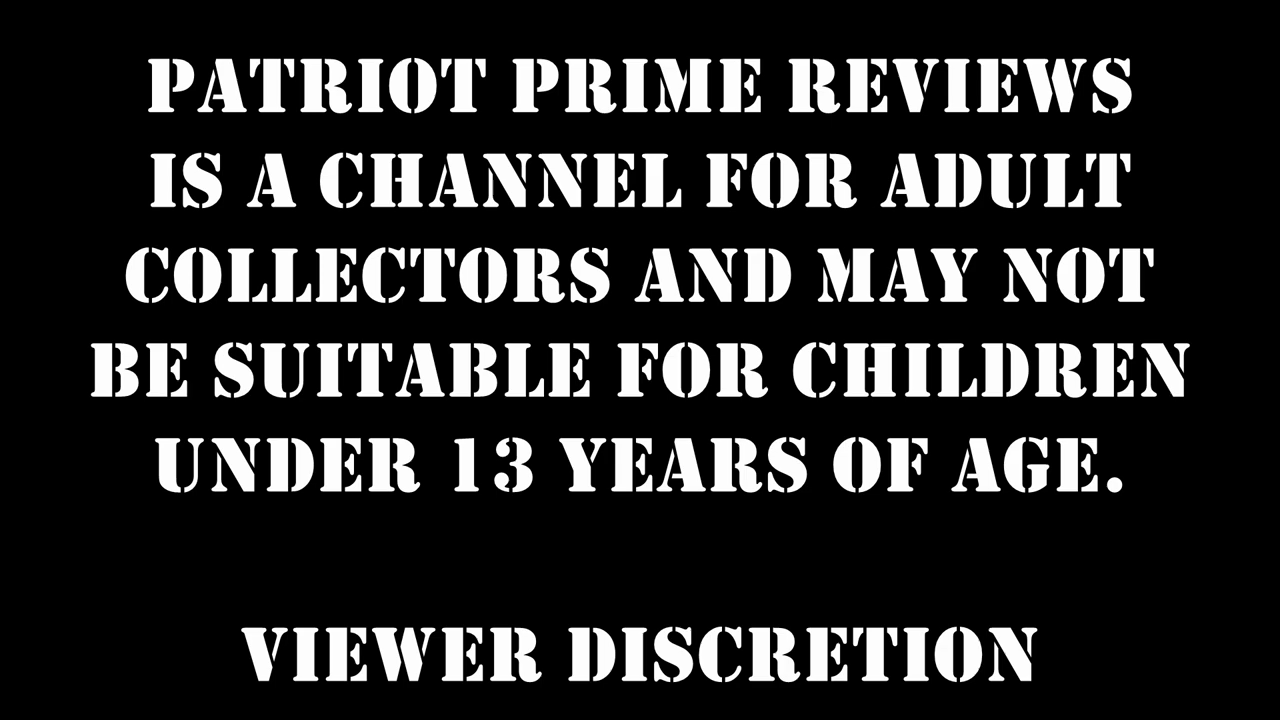 PATRIOT PRIME REVIEWS
IS A CHANNEL FOR ADULT
COLLECTORS AND MAY NOT
BE SUITABLE FOR CHILDREN
UNDER 13 YEARS OF AGE.
VIEWER DISCRETION